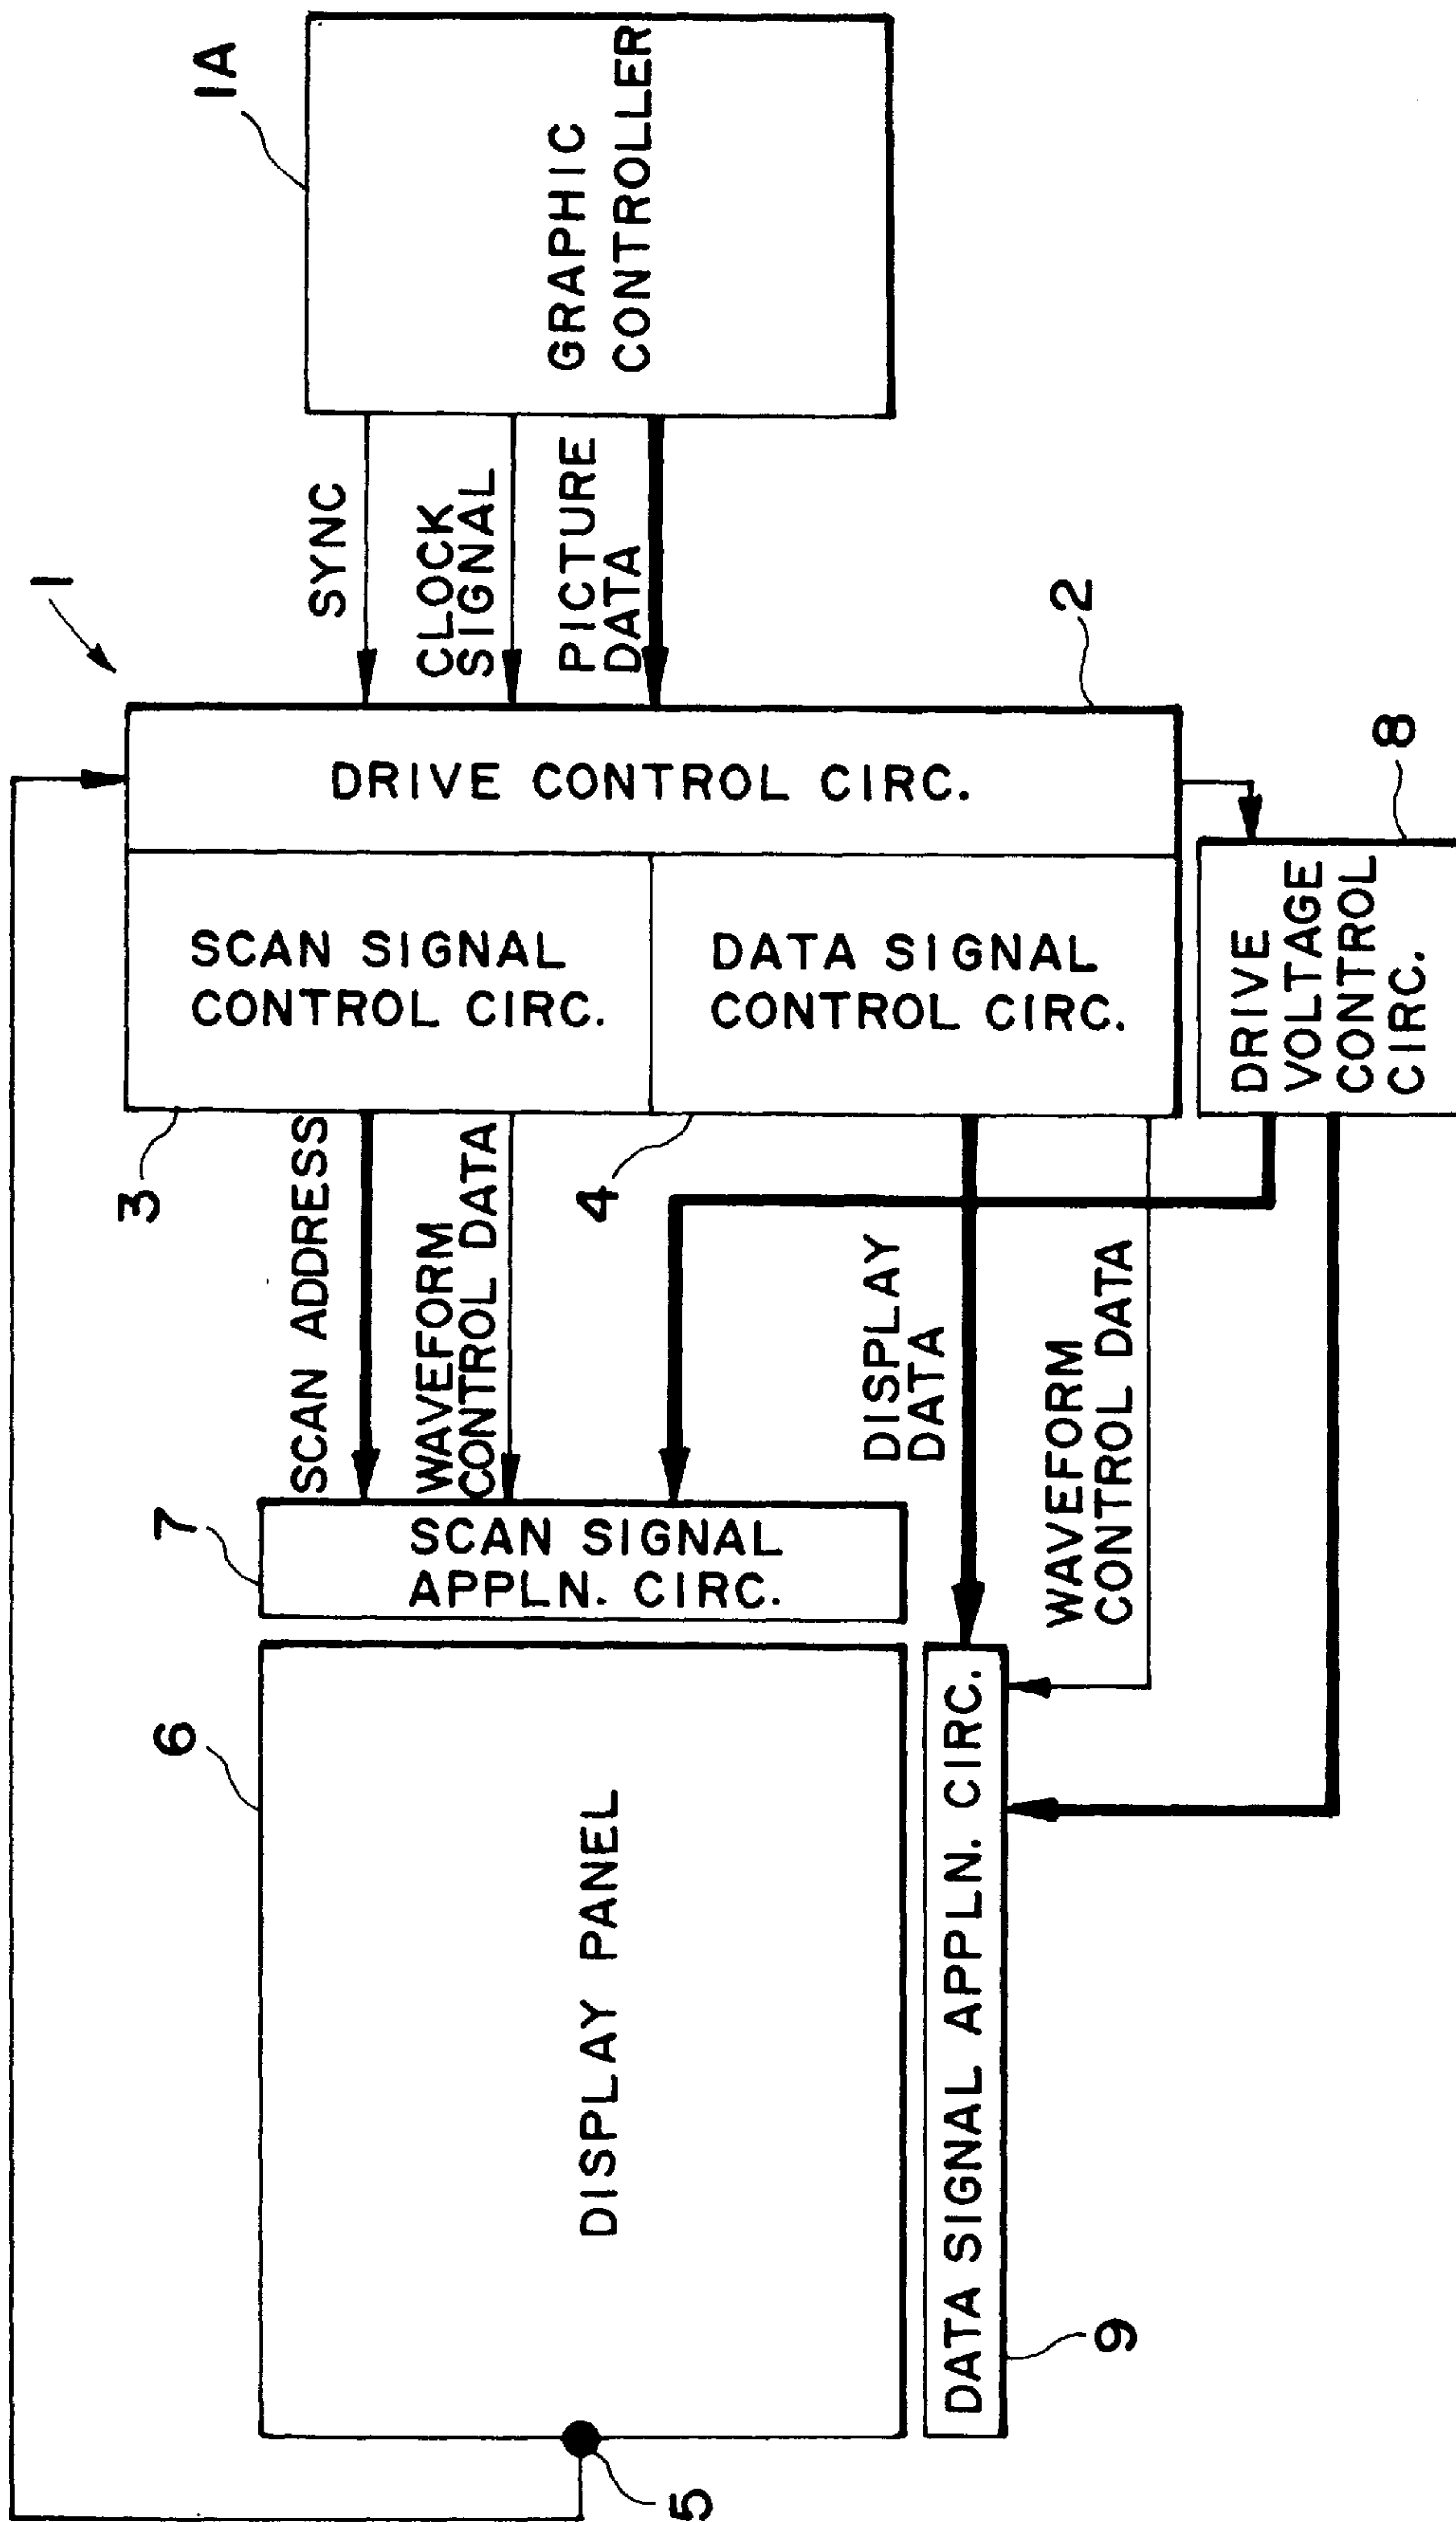 1
1A
GRAPHIC
CONTROLLER
SYNC
CLOCK
SIGNAL
PICTURE
DATA
2
DRIVE CONTROL CIRC.
SCAN SIGNAL
CONTROL CIRC.
DATA SIGNAL
CONTROL CIRC.
3
4
8
DRIVE
VOLTAGE
CONTROL
CIRC.
SCAN ADDRESS
WAVEFORM
CONTROL DATA
DISPLAY
DATA
WAVEFORM
CONTROL DATA
7
SCAN SIGNAL
APPLN. CIRC.
6
DISPLAY PANEL
DATA SIGNAL APPLN. CIRC.
9
5